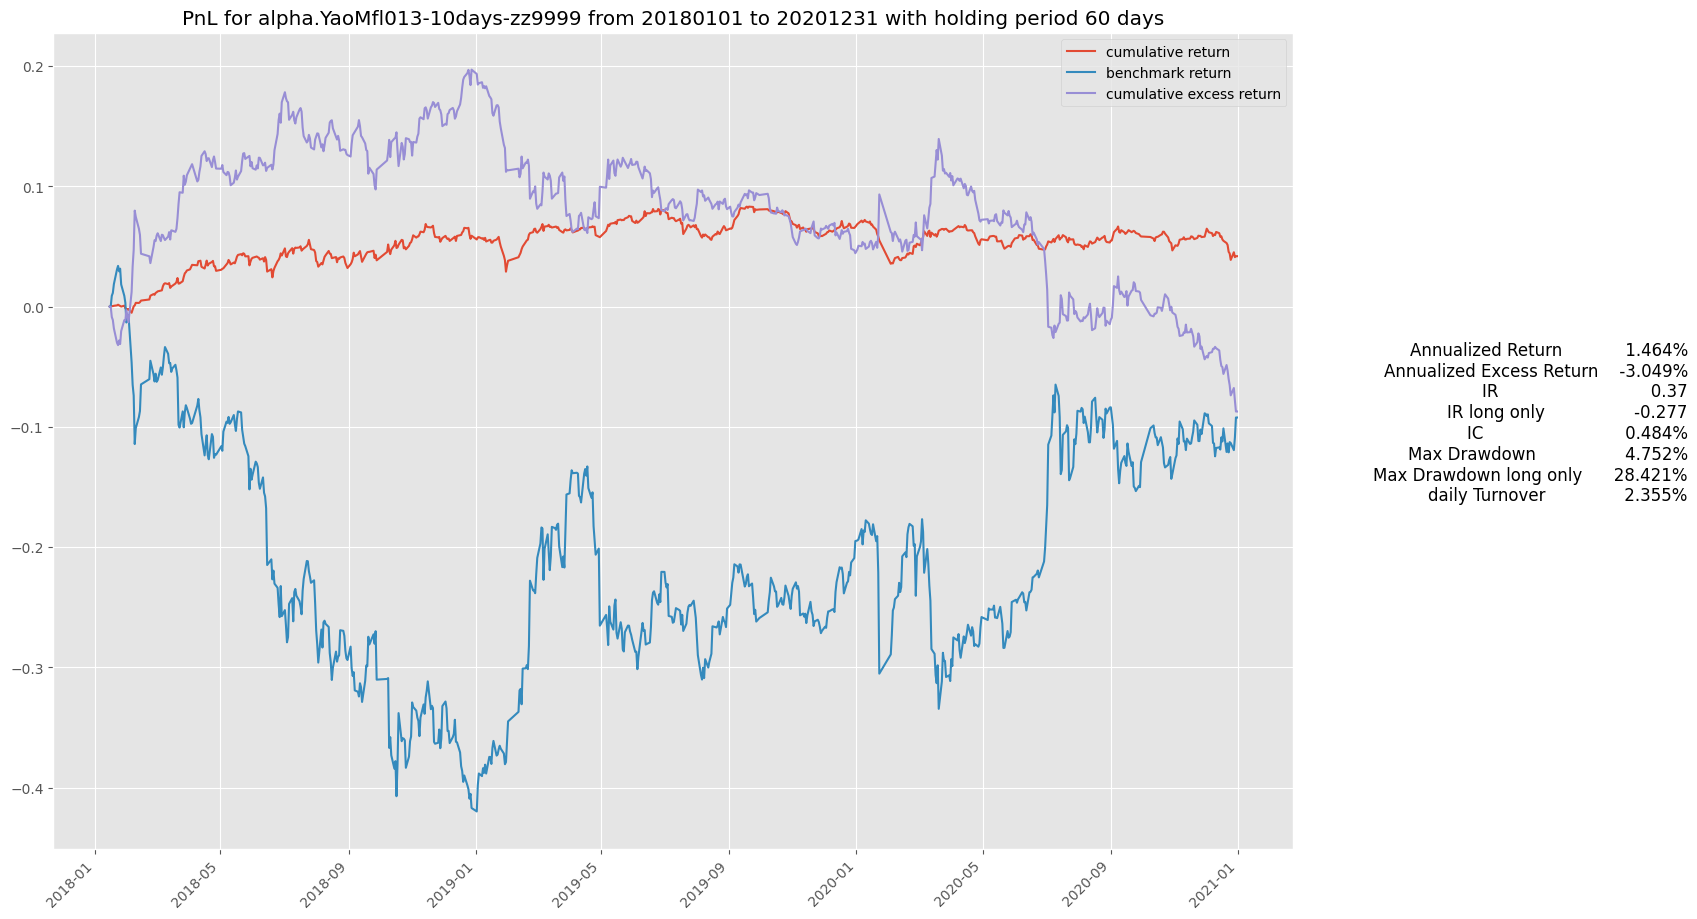 PnL for alpha.YaoMfl013-10days-zz9999 from 20180101 to 20201231 with holding period 60 days
cumulative return
benchmark return
cumulative excess return
0.2
0.1
0.0
−0.1
−0.2
−0.3
−0.4
2018-01
2018-05
2018-09
2019-01
2019-05
2019-09
2020-01
2020-05
2020-09
2021-01
Annualized Return 1.464%
Annualized Excess Return -3.049%
IR 0.37
IR long only -0.277
IC 0.484%
Max Drawdown 4.752%
Max Drawdown long only 28.421%
daily Turnover 2.355%